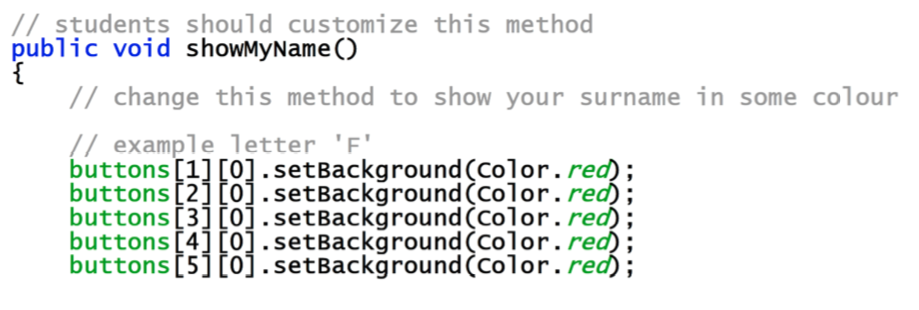 // students should customize this method
public void showMyName()
{
// change this method to show your surname in some colour
// example letter 'F'
buttons[1][0].setBackground(Color.red);
buttons[2][0].setBackground(Color.red);
buttons[3][0].setBackground(Color.red);
buttons[4][0].setBackground(Color.red);
buttons[5][0].setBackground(Color.red);